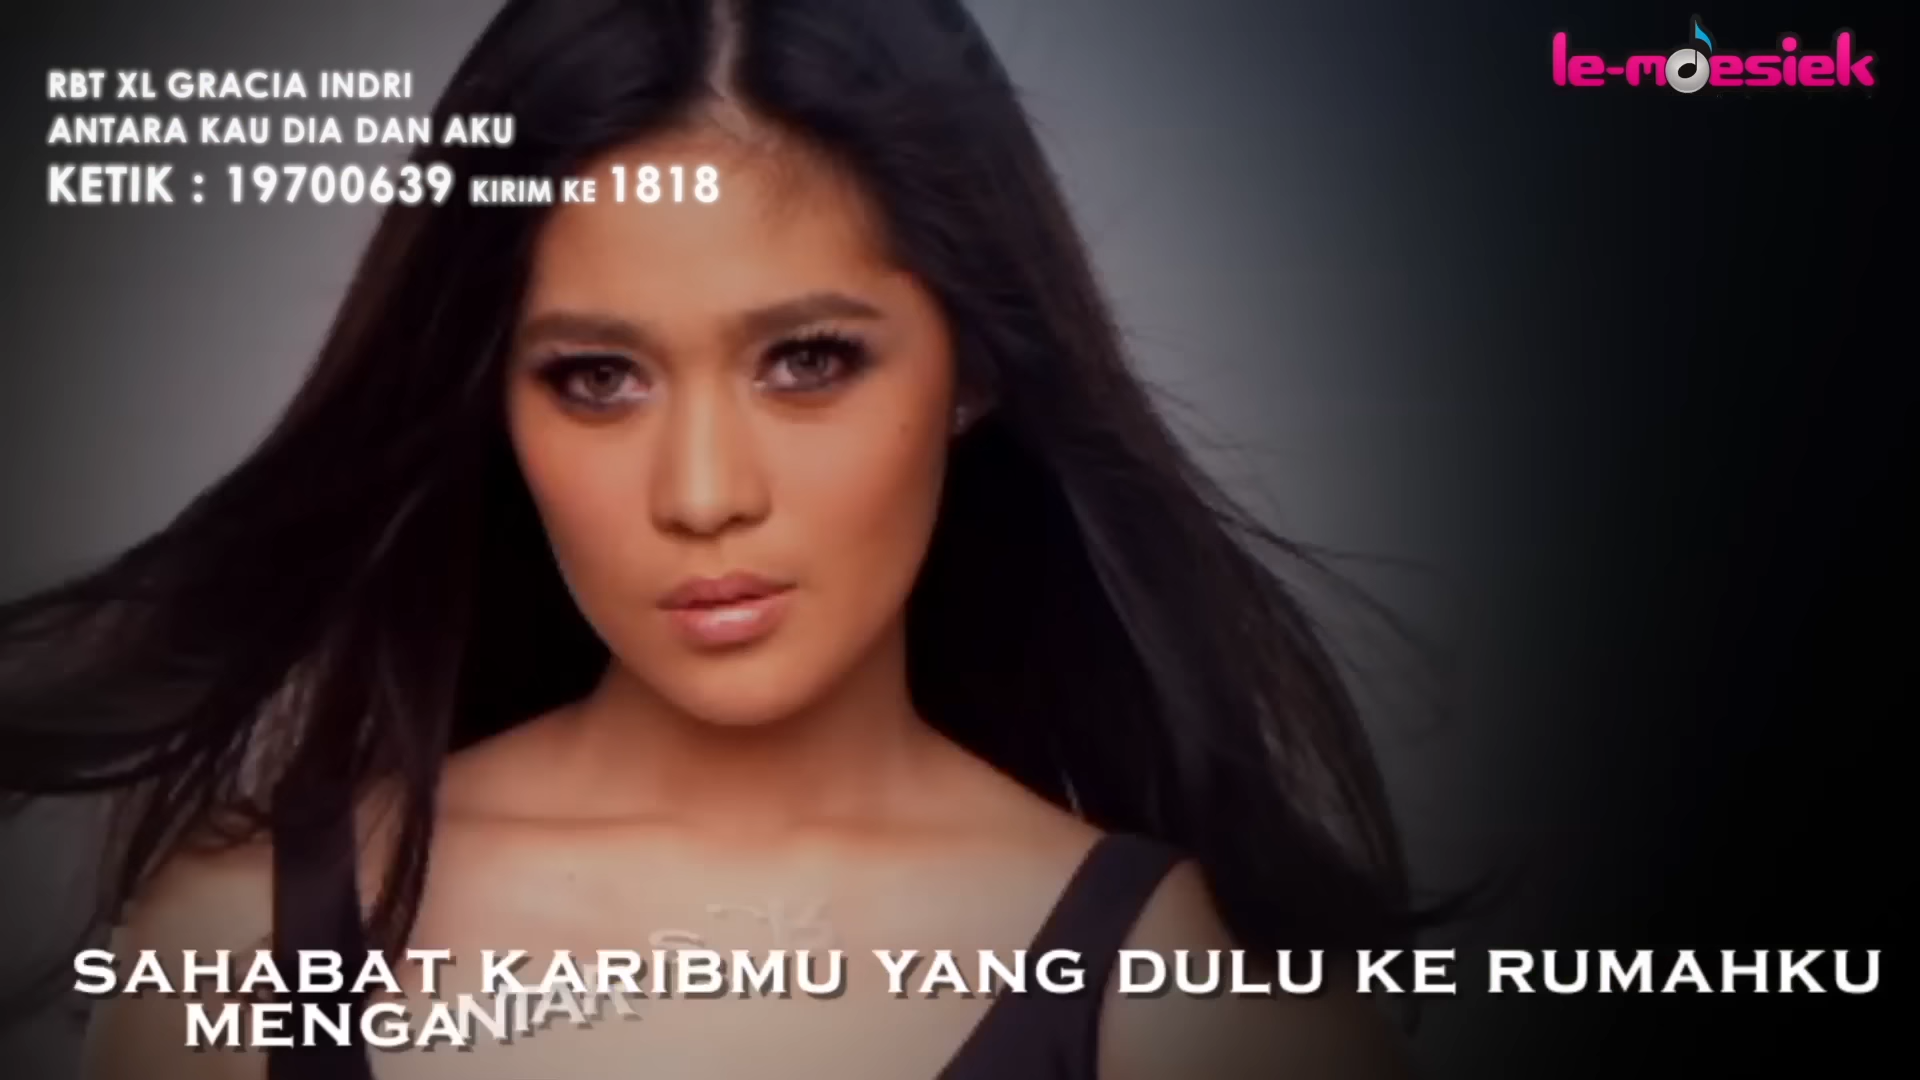 RBT XL GRACIA INDRI
ANTARA KAU DIA DAN AKU
KETIK : 19700639 KIRIM KE 1818
le-moesiek
SAHABAT KARIBMU YANG DULU KE RUMAHKU
MENGANTAR